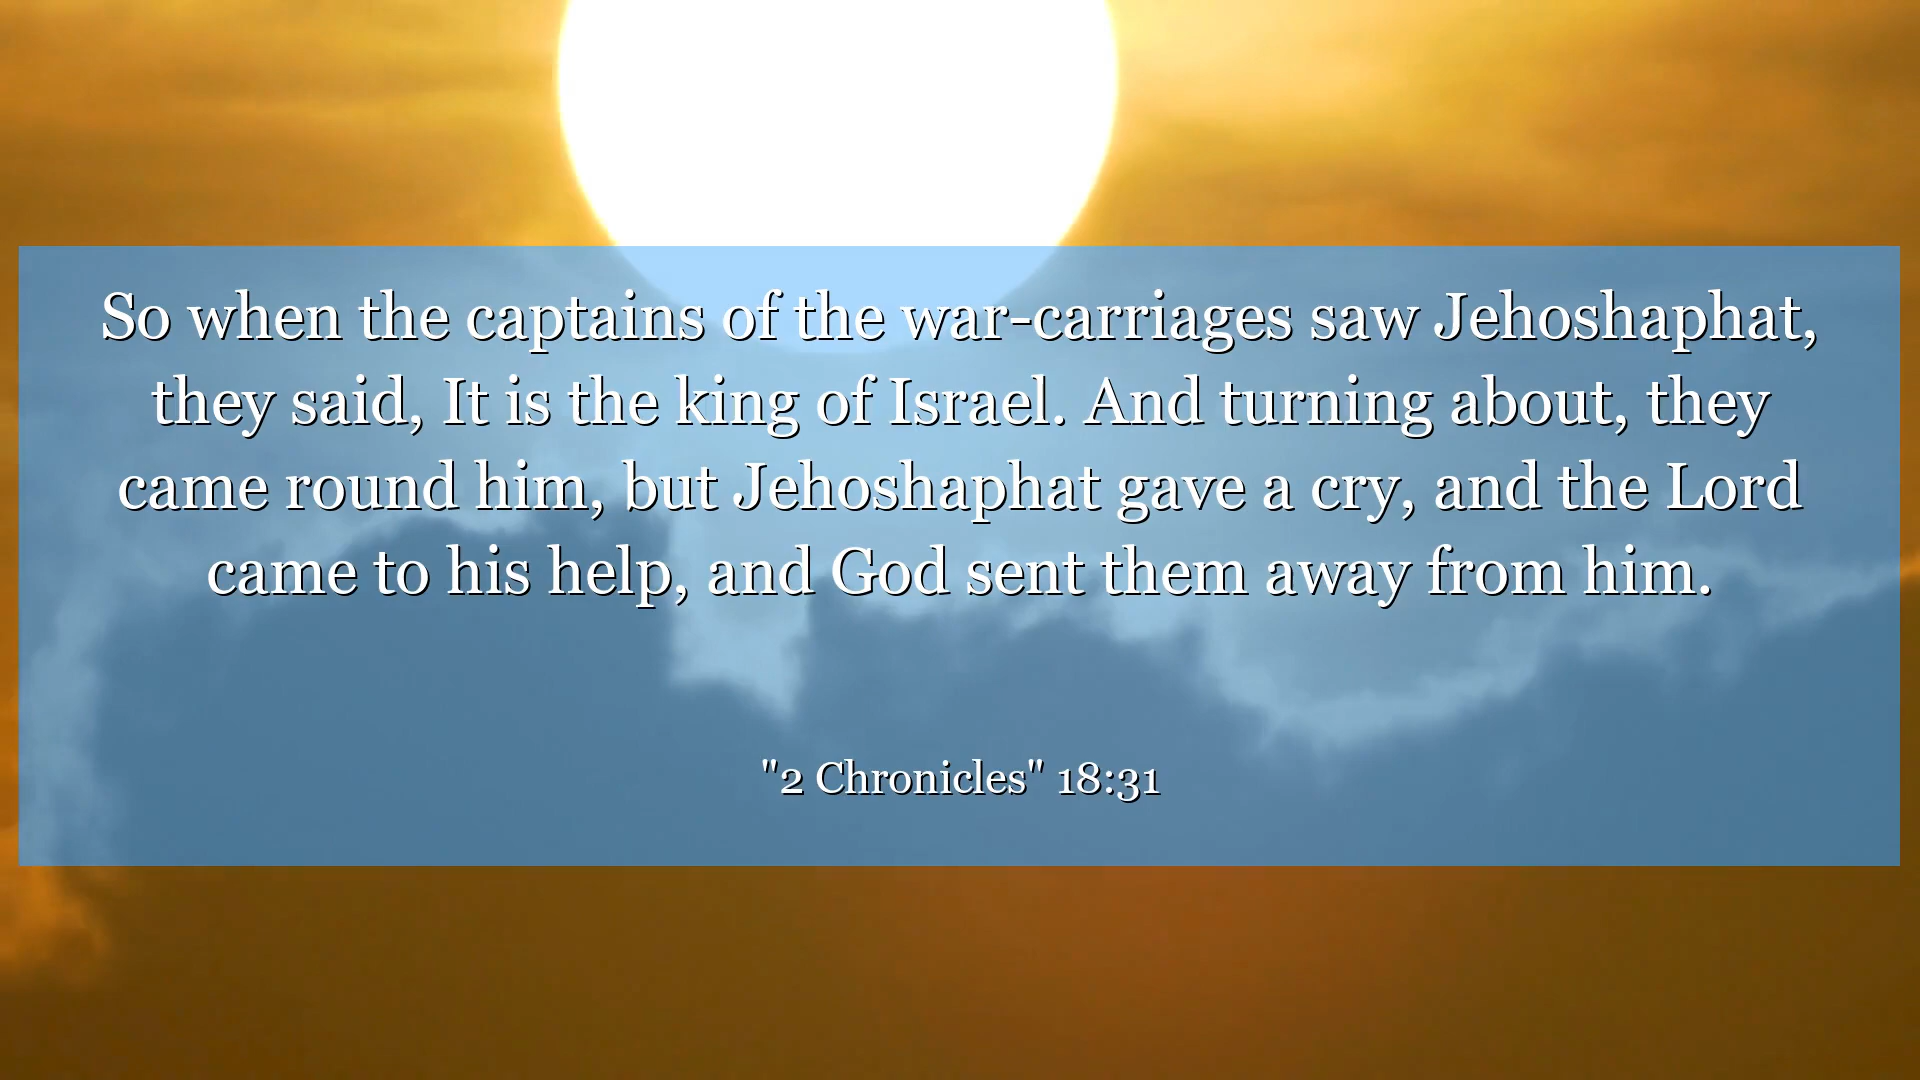 So when the captains of the war-carriages saw Jehoshaphat,
they said, It is the king of Israel. And turning about, they
came round him, but Jehoshaphat gave a cry, and the Lord
came to his help, and God sent them away from him.
"2 Chronicles" 18:31